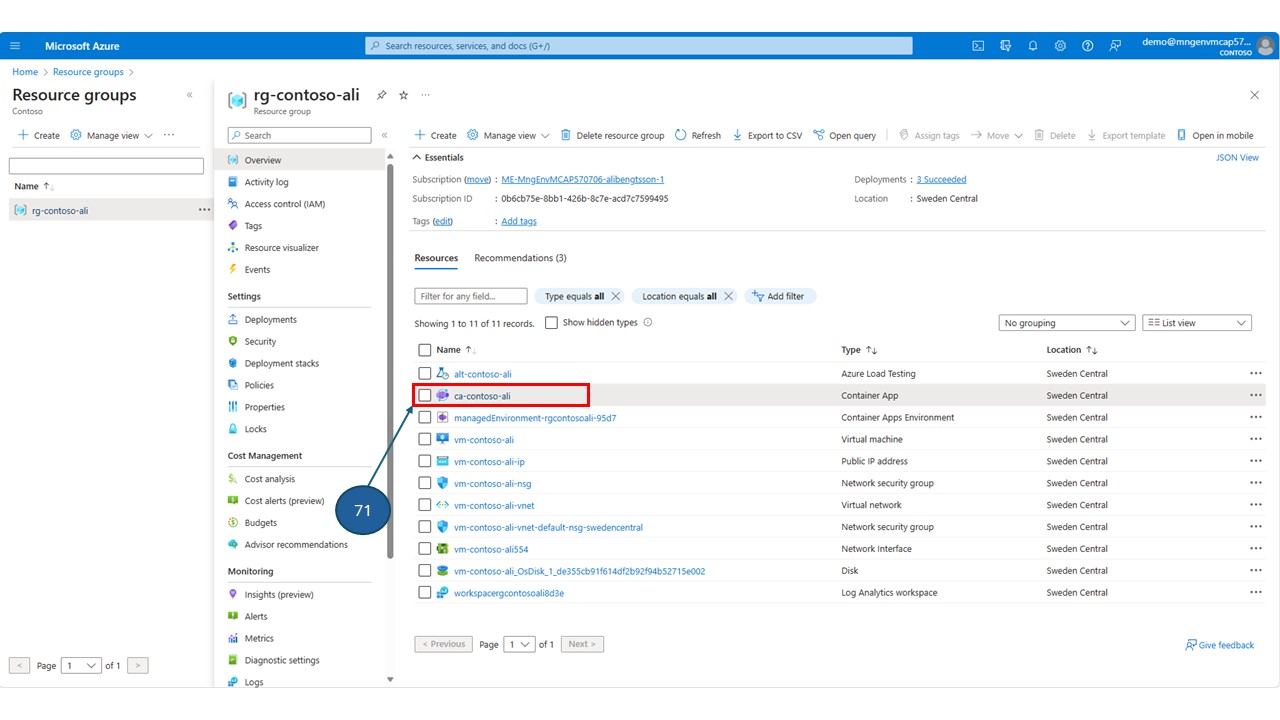 Microsoft Azure
Search resources, services, and docs (G+/)
demo@mngenvmcap57...
CONTOSO
Home > Resource groups >
Resource groups
Contoso
Create
Manage view
Name
rg-contoso-ali
Page 1 of 1
rg-contoso-ali
Resource group
Search
Overview
Activity log
Access control (IAM)
Tags
Resource visualizer
Events
Settings
Deployments
Security
Deployment stacks
Policies
Properties
Locks
Cost Management
Cost analysis
Cost alerts (preview)
Budgets
Advisor recommendations
Monitoring
Insights (preview)
Alerts
Metrics
Diagnostic settings
Logs
Create Manage view Delete resource group Refresh Export to CSV Open query Assign tags Move Delete Export template Open in mobile
Essentials JSON View
Subscription (move) : ME-MngEnvMCAP570706-alibengtsson-1 Deployments : 3 Succeeded
Subscription ID : 0b6cb75e-8bb1-426b-8c7e-acd7c7599495 Location : Sweden Central
Tags (edit) : Add tags
Resources Recommendations (3)
Filter for any field... Type equals all Location equals all Add filter
Showing 1 to 11 of 11 records. Show hidden types No grouping List view
Name Type Location
alt-contoso-ali Azure Load Testing Sweden Central
ca-contoso-ali Container App Sweden Central
managedEnvironment-rgcontosoali-95d7 Container Apps Environment Sweden Central
vm-contoso-ali Virtual machine Sweden Central
vm-contoso-ali-ip Public IP address Sweden Central
vm-contoso-ali-nsg Network security group Sweden Central
vm-contoso-ali-vnet Virtual network Sweden Central
vm-contoso-ali-vnet-default-nsg-swedencentral Network security group Sweden Central
vm-contoso-ali554 Network Interface Sweden Central
vm-contoso-ali_OsDisk_1_de355cb91f614df2b92f94b52715e002 Disk Sweden Central
workspacergcontosoali8d3e Log Analytics workspace Sweden Central
71
< Previous Page 1 of 1 Next >
Give feedback